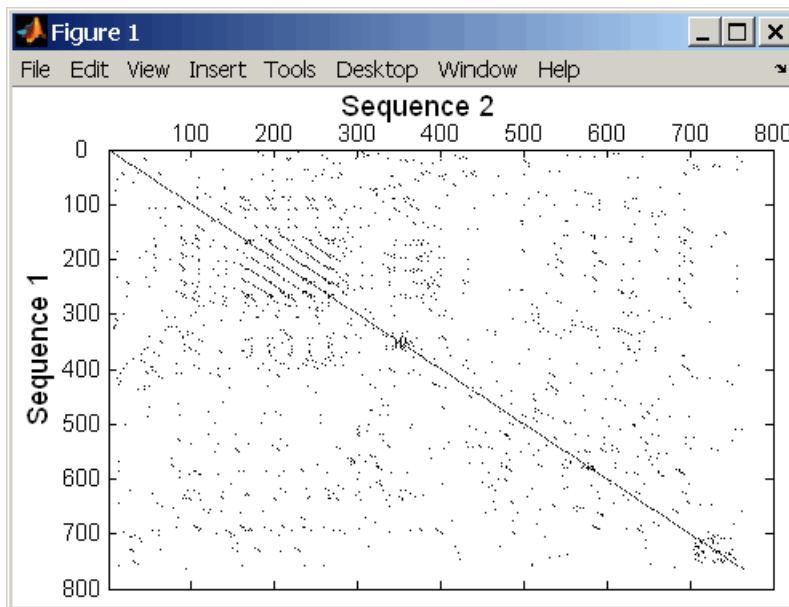 Figure 1
File Edit View Insert Tools Desktop Window Help
Sequence 2
100 200 300 400 500 600 700 800
0
100
200
300
400
500
600
700
800
Sequence 1